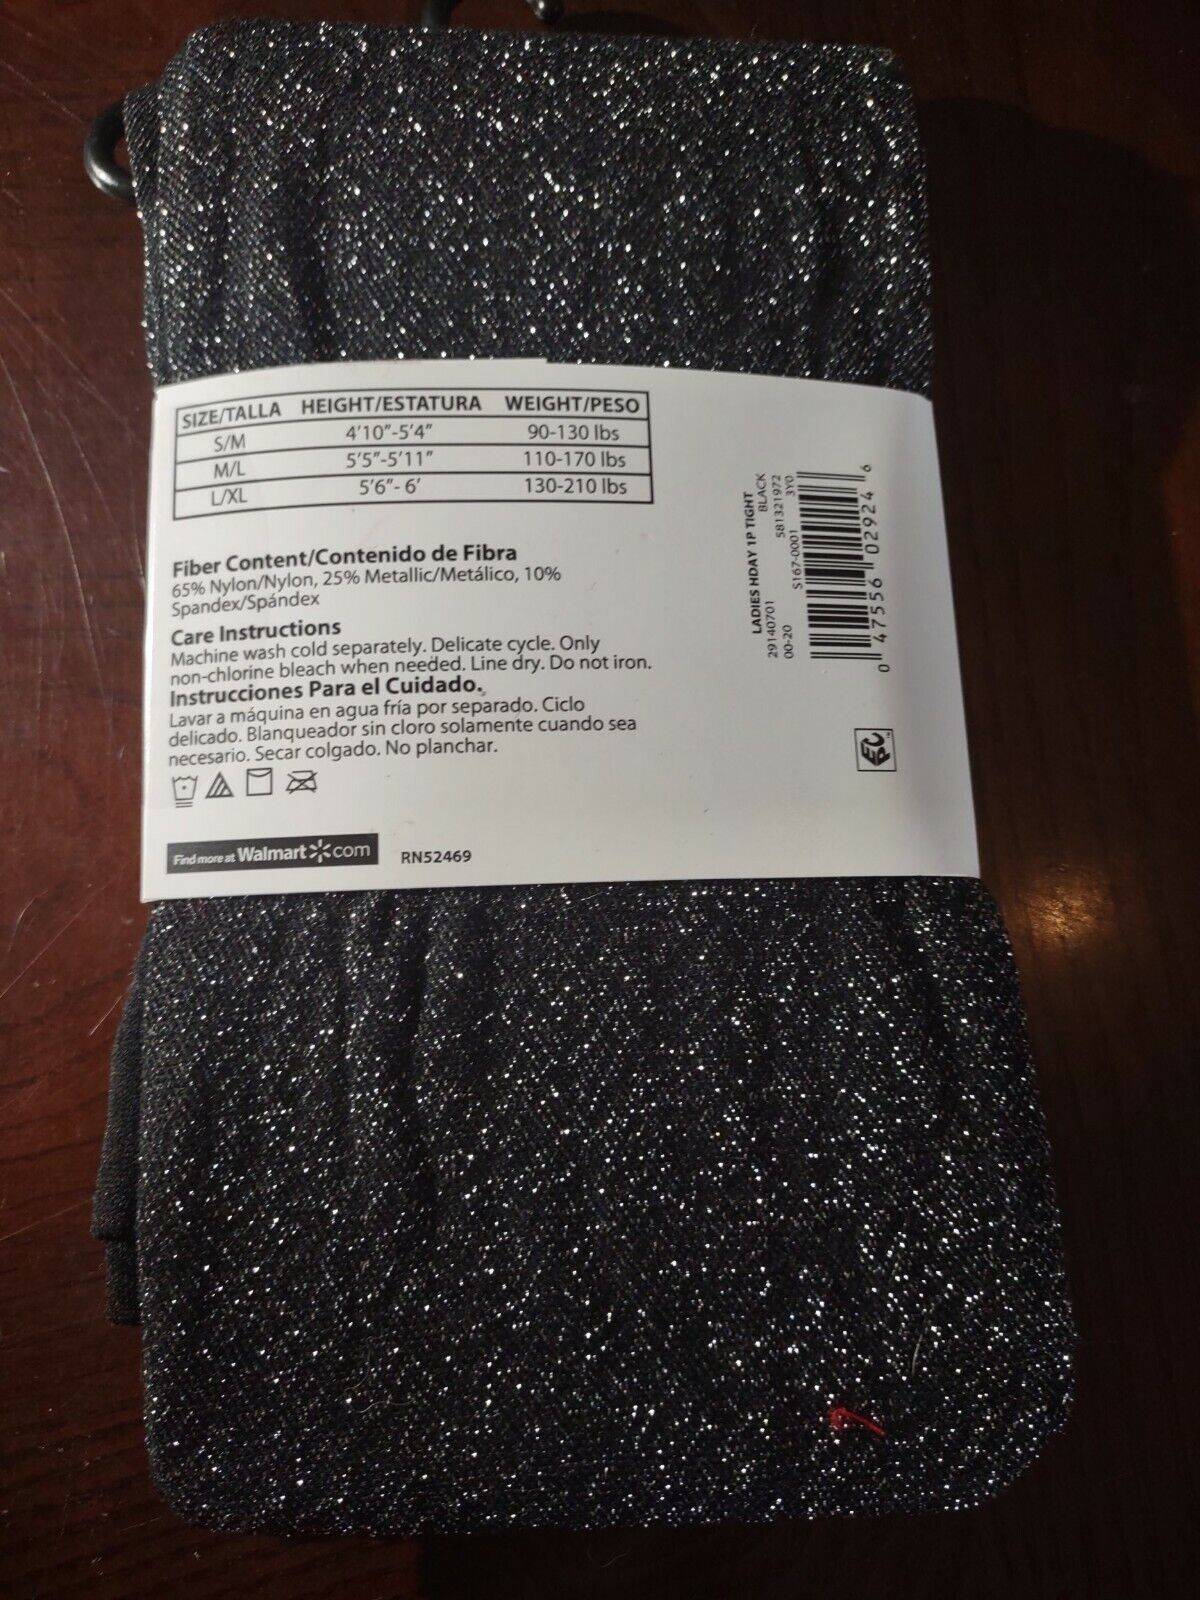 SIZE/TALLA HEIGHT/ESTATURA WEIGHT/PESO
S/M 4'10"-5'4" 90-130 lbs
M/L 5'5"-5'11" 110-170 lbs
L/XL 5'6"- 6' 130-210 lbs
Fiber Content/Contenido de Fibra
65% Nylon/Nylon, 25% Metallic/Metálico, 10%
Spandex/Spándex
Care Instructions
Machine wash cold separately. Delicate cycle. Only
non-chlorine bleach when needed. Line dry. Do not iron.
Instrucciones Para el Cuidado.
Lavar a máquina en agua fría por separado. Ciclo
delicado. Blanqueador sin cloro solamente cuando sea
necesario. Secar colgado. No planchar.
Find more at Walmart com
RN52469
LADIES HDAY 1P TIGHT
BLACK
29140701 581321972
00-20 S167-0001 3Y0
0 47556 02924 6
EPC